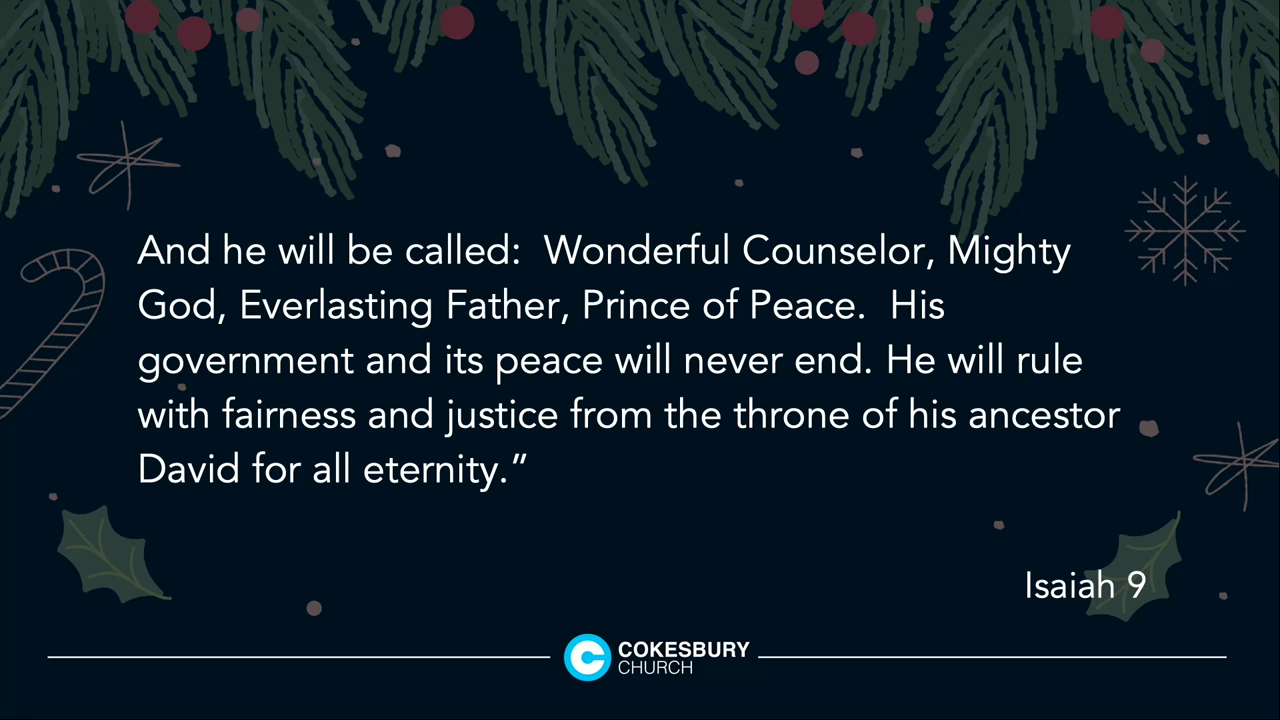 And he will be called:  Wonderful Counselor, Mighty
God, Everlasting Father, Prince of Peace.  His
government and its peace will never end. He will rule
with fairness and justice from the throne of his ancestor
David for all eternity.”
Isaiah 9
COKESBURY
CHURCH